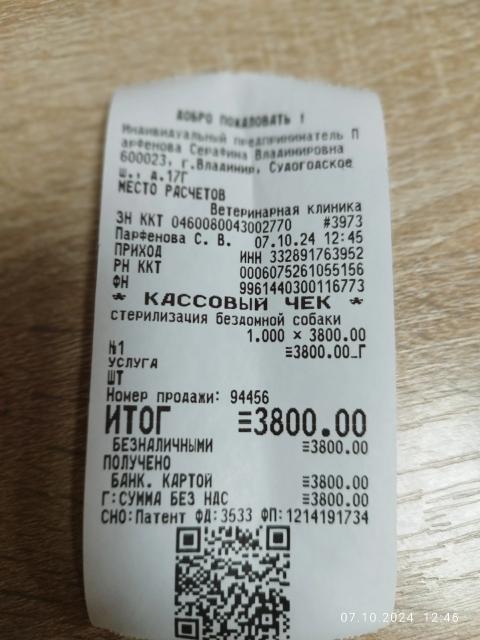 ДОБРО ПОЖАЛОВАТЬ !
Индивидуальный предприниматель П
арфенова Серафима Владимировна
600023, г.Владимир, Судогодское
ш., д.17Г
МЕСТО РАСЧЕТОВ
Ветеринарная клиника
ЗН ККТ 0460080043002770 #3973
Парфенова С. В. 07.10.24 12:45
ПРИХОД ИНН 332891763952
РН ККТ 0006075261055156
ФН 9961440300116773
* КАССОВЫЙ ЧЕК *
стерилизация бездомной собаки
1.000 × 3800.00
№1 ≡3800.00_Г
УСЛУГА
ШТ
Номер продажи: 94456
ИТОГ ≡3800.00
БЕЗНАЛИЧНЫМИ ≡3800.00
ПОЛУЧЕНО
БАНК. КАРТОЙ ≡3800.00
Г:СУММА БЕЗ НДС ≡3800.00
СНО:Патент ФД:3533 ФП:1214191734
07.10.2024 12:46